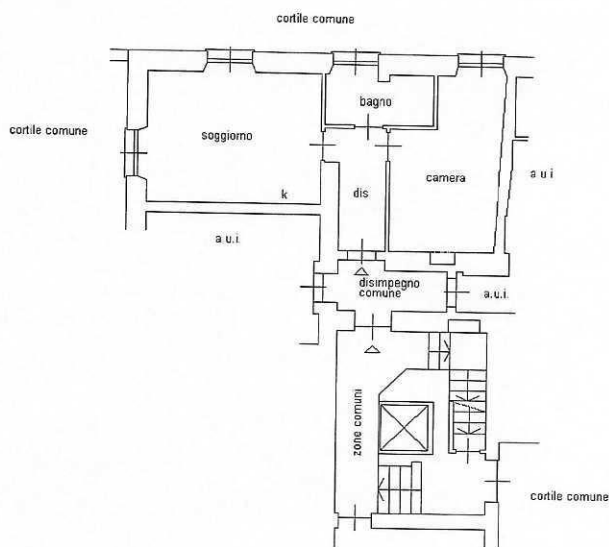 cortile comune
bagno
cortile comune
soggiorno
camera
a u i
k
dis
a u.i.
disimpegno
comune
a.u.i.
zone comuni
cortile comune